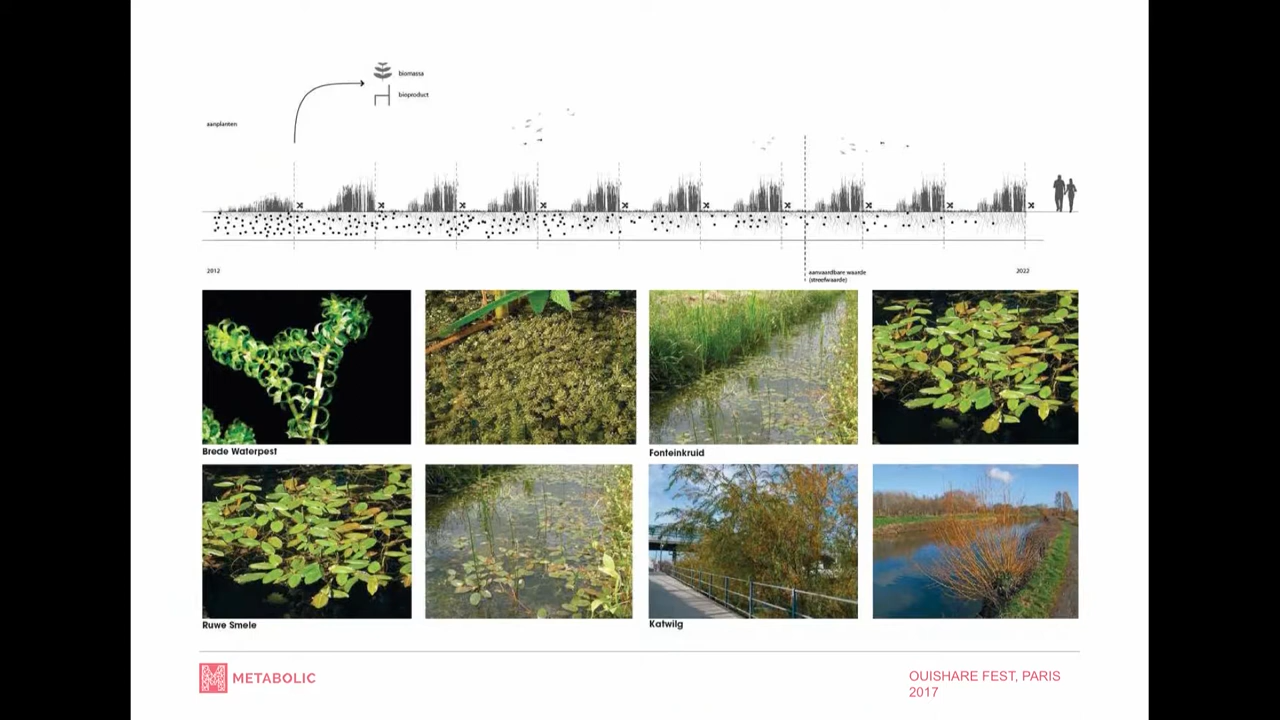 biomassa
bioproduct
aanplanten
2012
aanvaardbare waarde
(streefwaarde)
2022
Brede Waterpest
Fonteinkruid
Ruwe Smele
Katwilg
METABOLIC
OUISHARE FEST, PARIS
2017